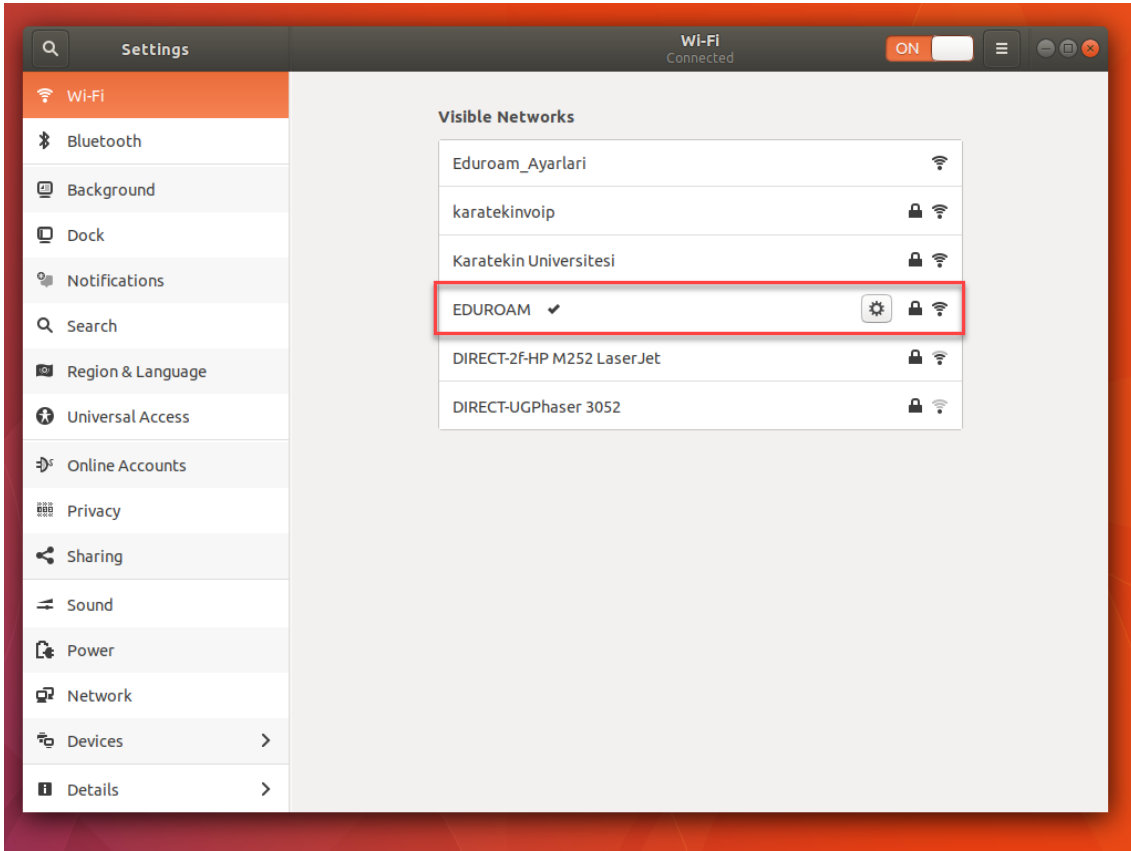 Settings
Wi-Fi
Connected
ON
Wi-Fi
Bluetooth
Background
Dock
Notifications
Search
Region & Language
Universal Access
Online Accounts
Privacy
Sharing
Sound
Power
Network
Devices
Details
Visible Networks
Eduroam_Ayarlari
karatekinvoip
Karatekin Universitesi
EDUROAM
DIRECT-2f-HP M252 LaserJet
DIRECT-UGPhaser 3052